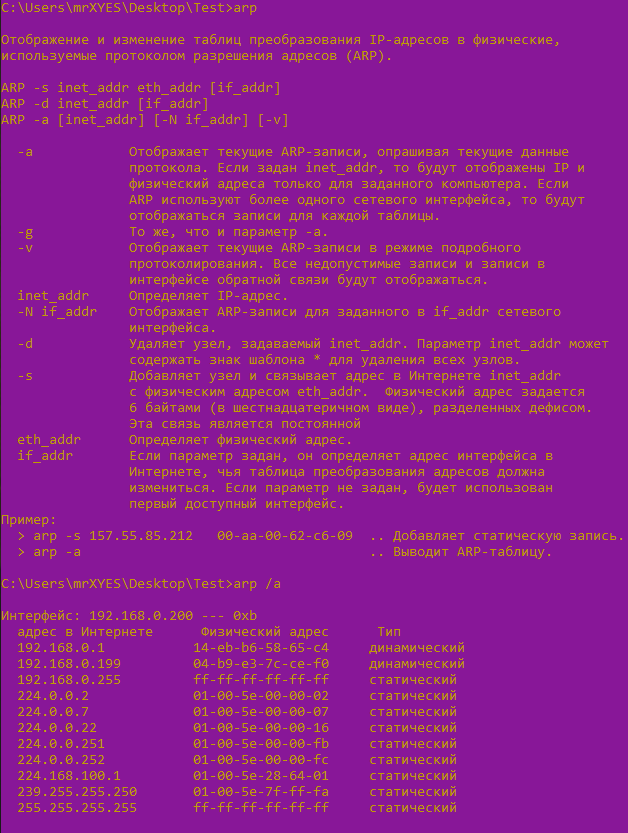 C:\Users\mrXYES\Desktop\Test>arp
Отображение и изменение таблиц преобразования IP-адресов в физические,
используемые протоколом разрешения адресов (ARP).
ARP -s inet_addr eth_addr [if_addr]
ARP -d inet_addr [if_addr]
ARP -a [inet_addr] [-N if_addr] [-v]
-a Отображает текущие ARP-записи, опрашивая текущие данные
протокола. Если задан inet_addr, то будут отображены IP и
физический адреса только для заданного компьютера. Если
ARP используют более одного сетевого интерфейса, то будут
отображаться записи для каждой таблицы.
-g То же, что и параметр -a.
-v Отображает текущие ARP-записи в режиме подробного
протоколирования. Все недопустимые записи и записи в
интерфейсе обратной связи будут отображаться.
inet_addr Определяет IP-адрес.
-N if_addr Отображает ARP-записи для заданного в if_addr сетевого
интерфейса.
-d Удаляет узел, задаваемый inet_addr. Параметр inet_addr может
содержать знак шаблона * для удаления всех узлов.
-s Добавляет узел и связывает адрес в Интернете inet_addr
с физическим адресом eth_addr.  Физический адрес задается
6 байтами (в шестнадцатеричном виде), разделенных дефисом.
Эта связь является постоянной
eth_addr Определяет физический адрес.
if_addr Если параметр задан, он определяет адрес интерфейса в
Интернете, чья таблица преобразования адресов должна
измениться. Если параметр не задан, будет использован
первый доступный интерфейс.
Пример:
> arp -s 157.55.85.212   00-aa-00-62-c6-09  .. Добавляет статическую запись.
> arp -a                                    .. Выводит ARP-таблицу.
C:\Users\mrXYES\Desktop\Test>arp /a
Интерфейс: 192.168.0.200 --- 0xb
адрес в Интернете      Физический адрес      Тип
192.168.0.1           14-eb-b6-58-65-c4     динамический
192.168.0.199         04-b9-e3-7c-ce-f0     динамический
192.168.0.255         ff-ff-ff-ff-ff-ff     статический
224.0.0.2             01-00-5e-00-00-02     статический
224.0.0.7             01-00-5e-00-00-07     статический
224.0.0.22            01-00-5e-00-00-16     статический
224.0.0.251           01-00-5e-00-00-fb     статический
224.0.0.252           01-00-5e-00-00-fc     статический
224.168.100.1         01-00-5e-28-64-01     статический
239.255.255.250       01-00-5e-7f-ff-fa     статический
255.255.255.255       ff-ff-ff-ff-ff-ff     статический